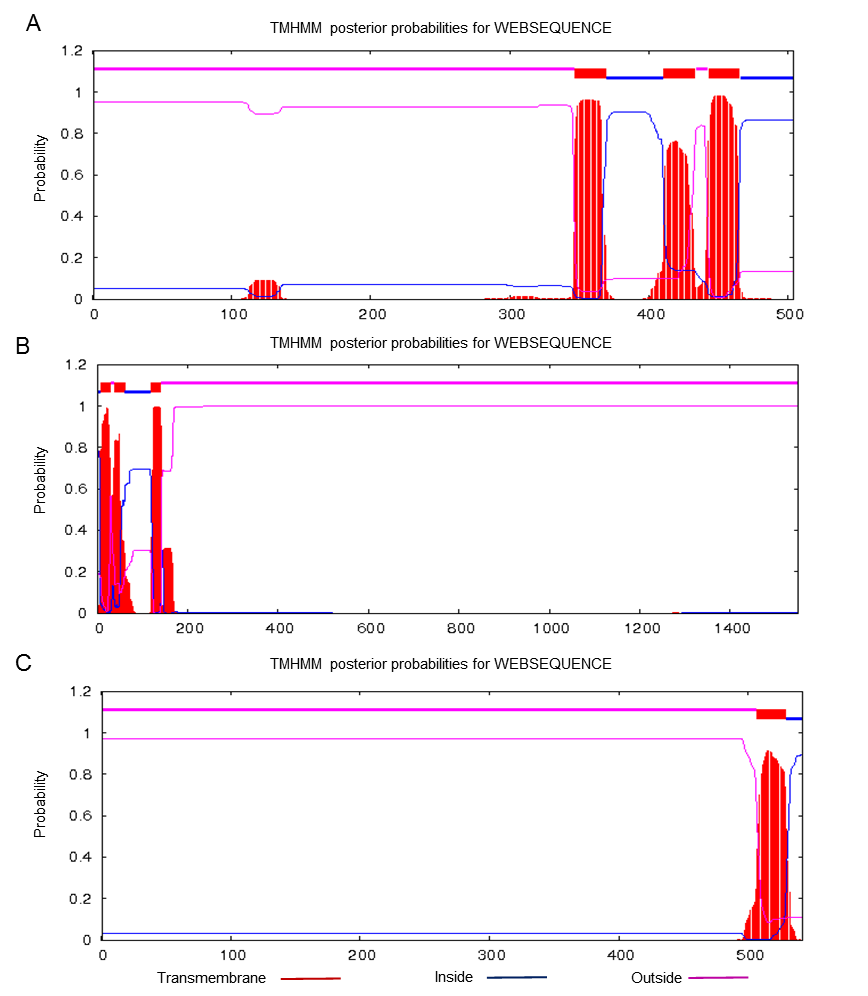 A
TMHMM posterior probabilities for WEBSEQUENCE
1.2
1
0.8
0.6
0.4
0.2
0
Probability
0 100 200 300 400 500
B
TMHMM posterior probabilities for WEBSEQUENCE
1.2
1
0.8
0.6
0.4
0.2
0
Probability
0 200 400 600 800 1000 1200 1400
C
TMHMM posterior probabilities for WEBSEQUENCE
1.2
1
0.8
0.6
0.4
0.2
0
Probability
0 100 200 300 400 500
Transmembrane Inside Outside